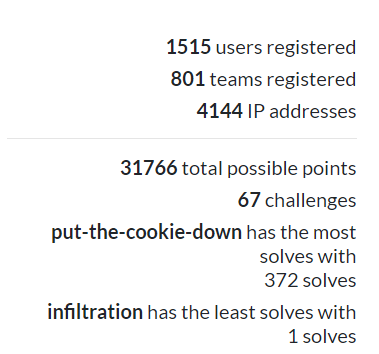 1515 users registered
801 teams registered
4144 IP addresses
31766 total possible points
67 challenges
put-the-cookie-down has the most
solves with
372 solves
infiltration has the least solves with
1 solves